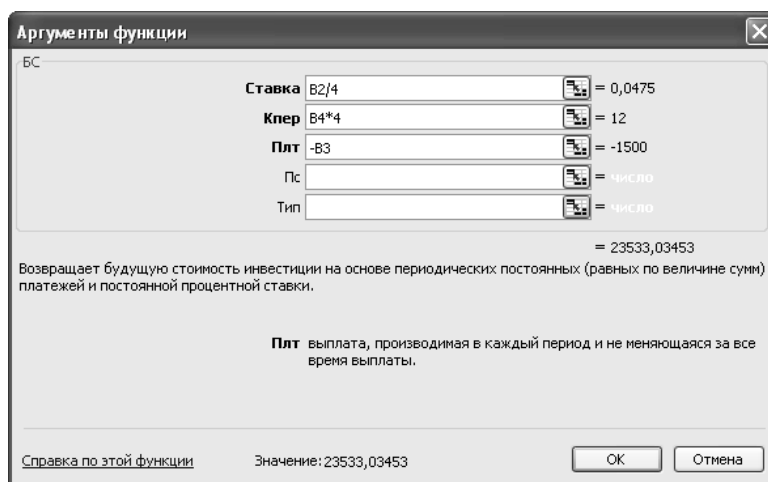 Аргументы функции
БС
Ставка B2/4 = 0,0475
Кпер B4*4 = 12
Плт -B3 = -1500
Пс = число
Тип = число
= 23533,03453
Возвращает будущую стоимость инвестиции на основе периодических постоянных (равных по величине сумм)
платежей и постоянной процентной ставки.
Плт выплата, производимая в каждый период и не меняющаяся за все
время выплаты.
Справка по этой функции Значение: 23533,03453 ОК Отмена